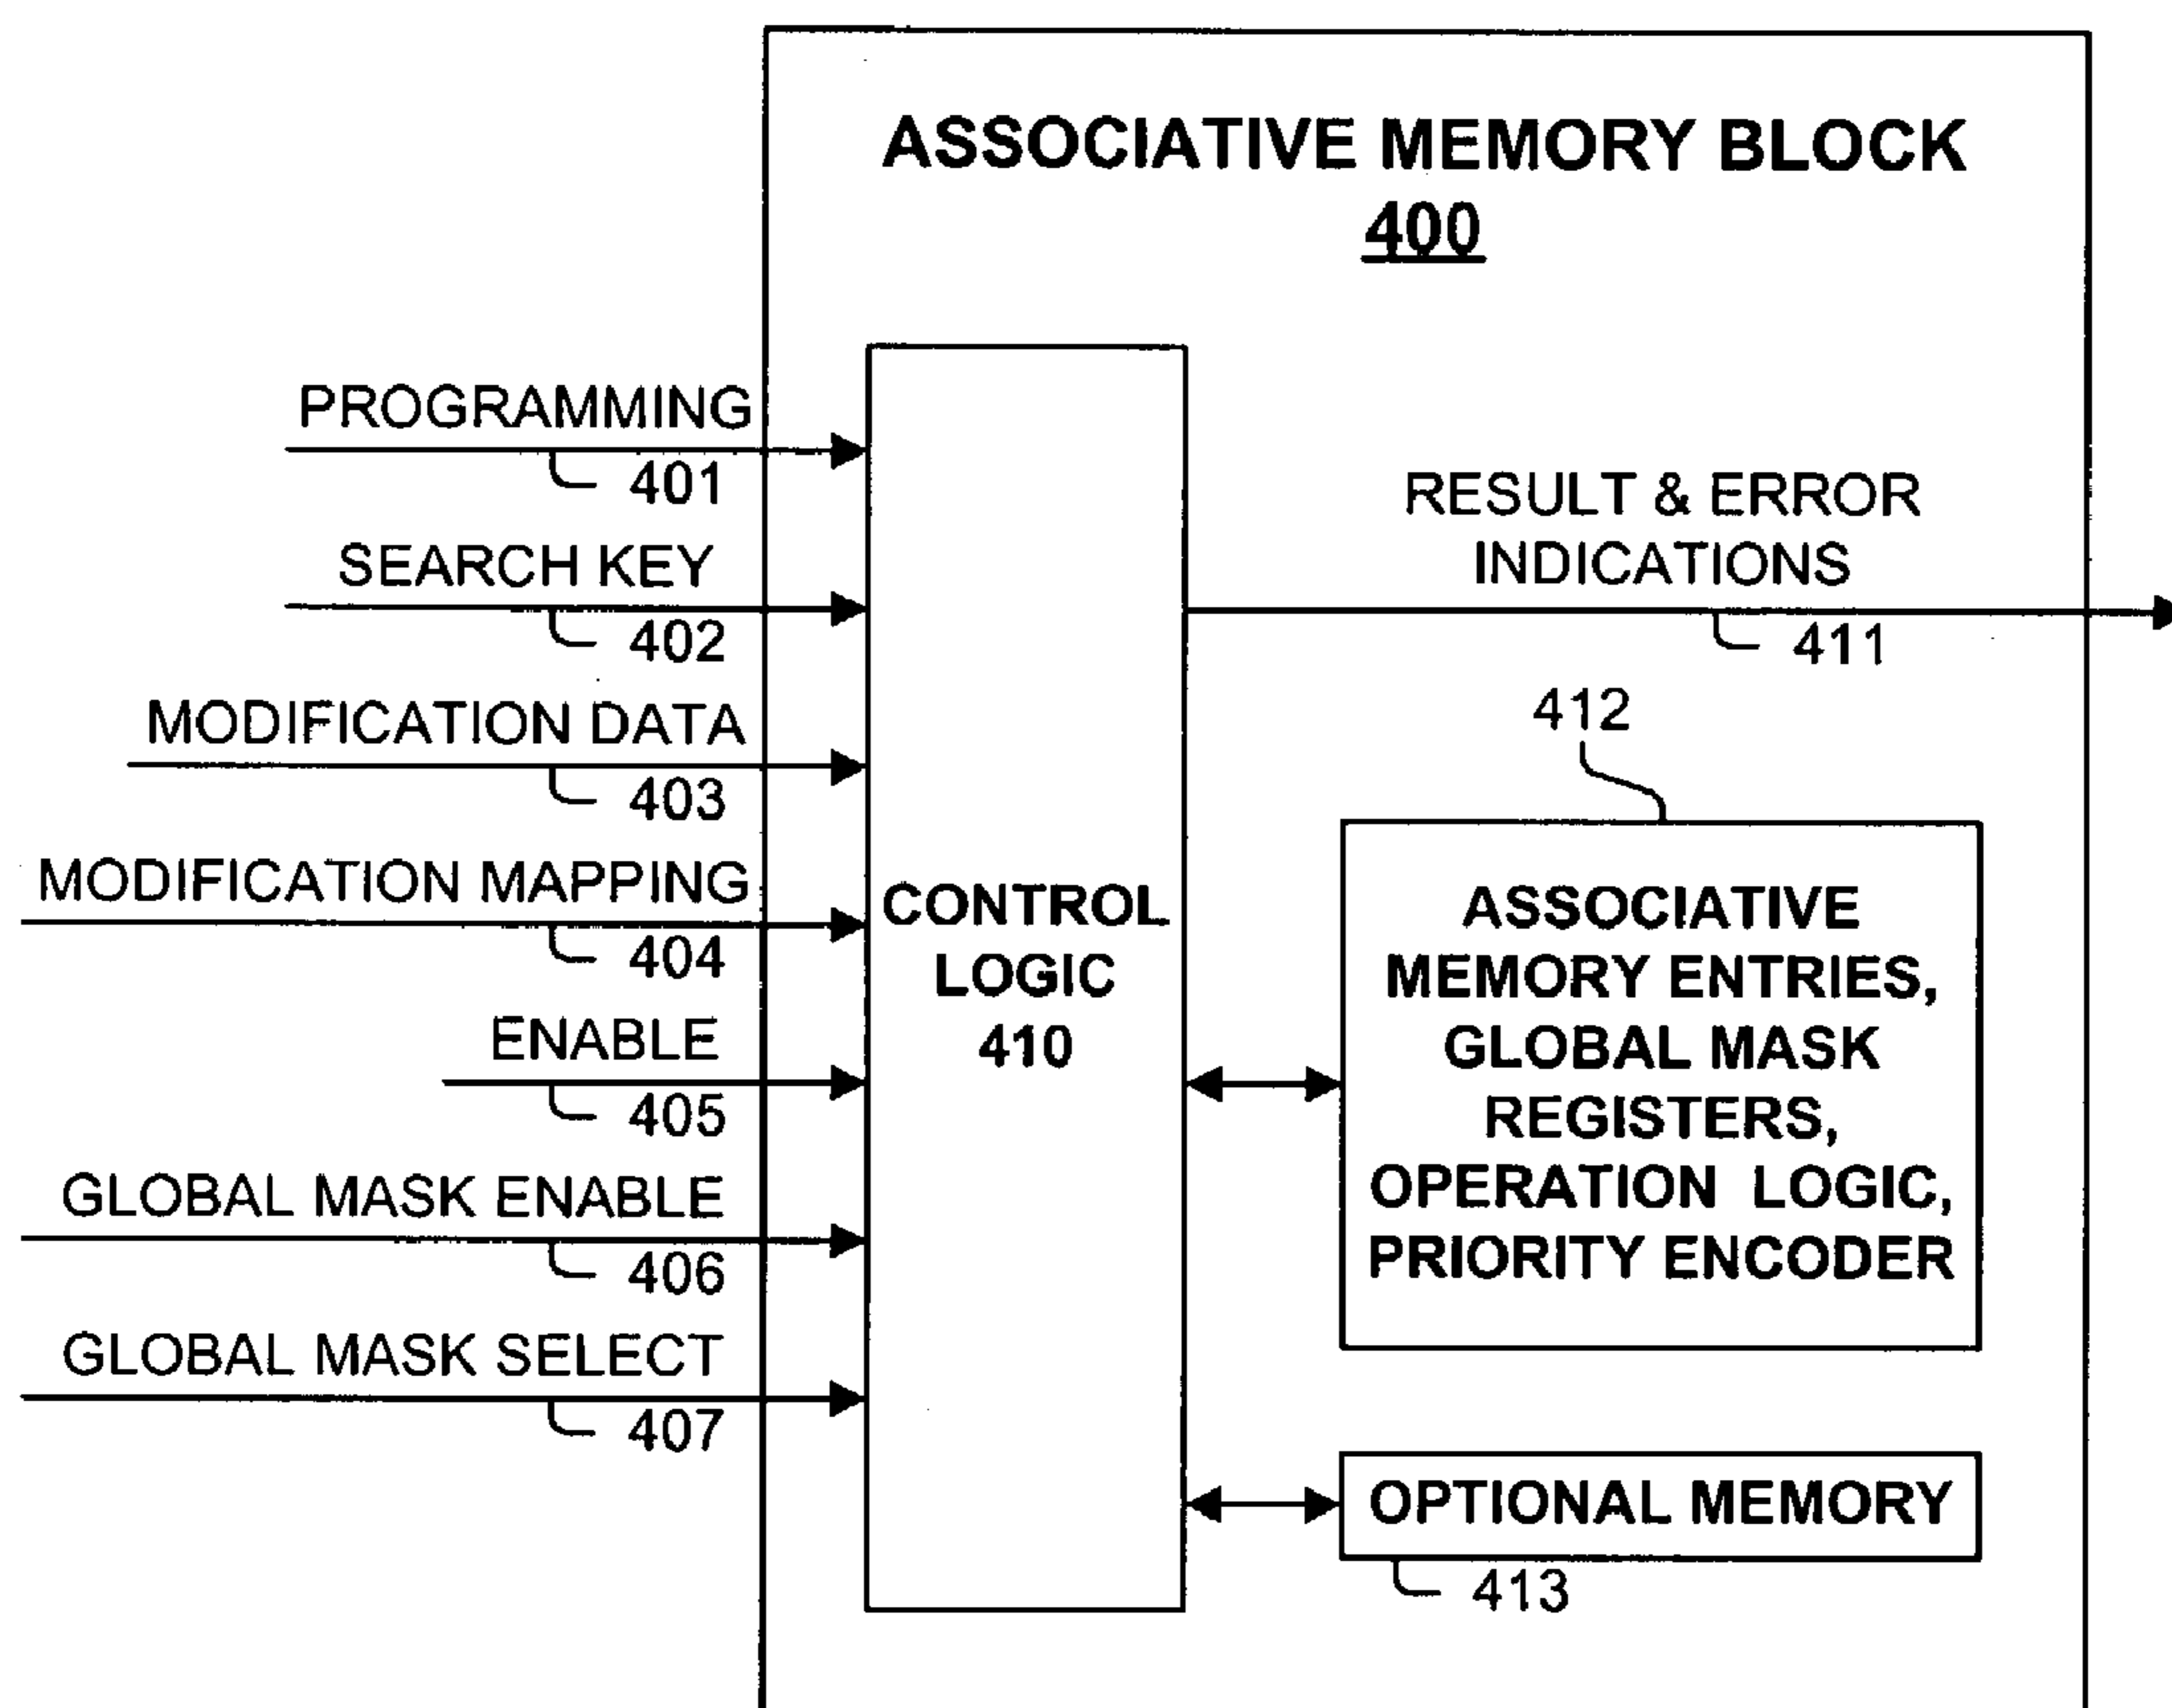 ASSOCIATIVE MEMORY BLOCK
400
PROGRAMMING
401
SEARCH KEY
402
MODIFICATION DATA
403
MODIFICATION MAPPING
404
ENABLE
405
GLOBAL MASK ENABLE
406
GLOBAL MASK SELECT
407
CONTROL
LOGIC
410
RESULT & ERROR
INDICATIONS
411
412
ASSOCIATIVE
MEMORY ENTRIES,
GLOBAL MASK
REGISTERS,
OPERATION LOGIC,
PRIORITY ENCODER
OPTIONAL MEMORY
413